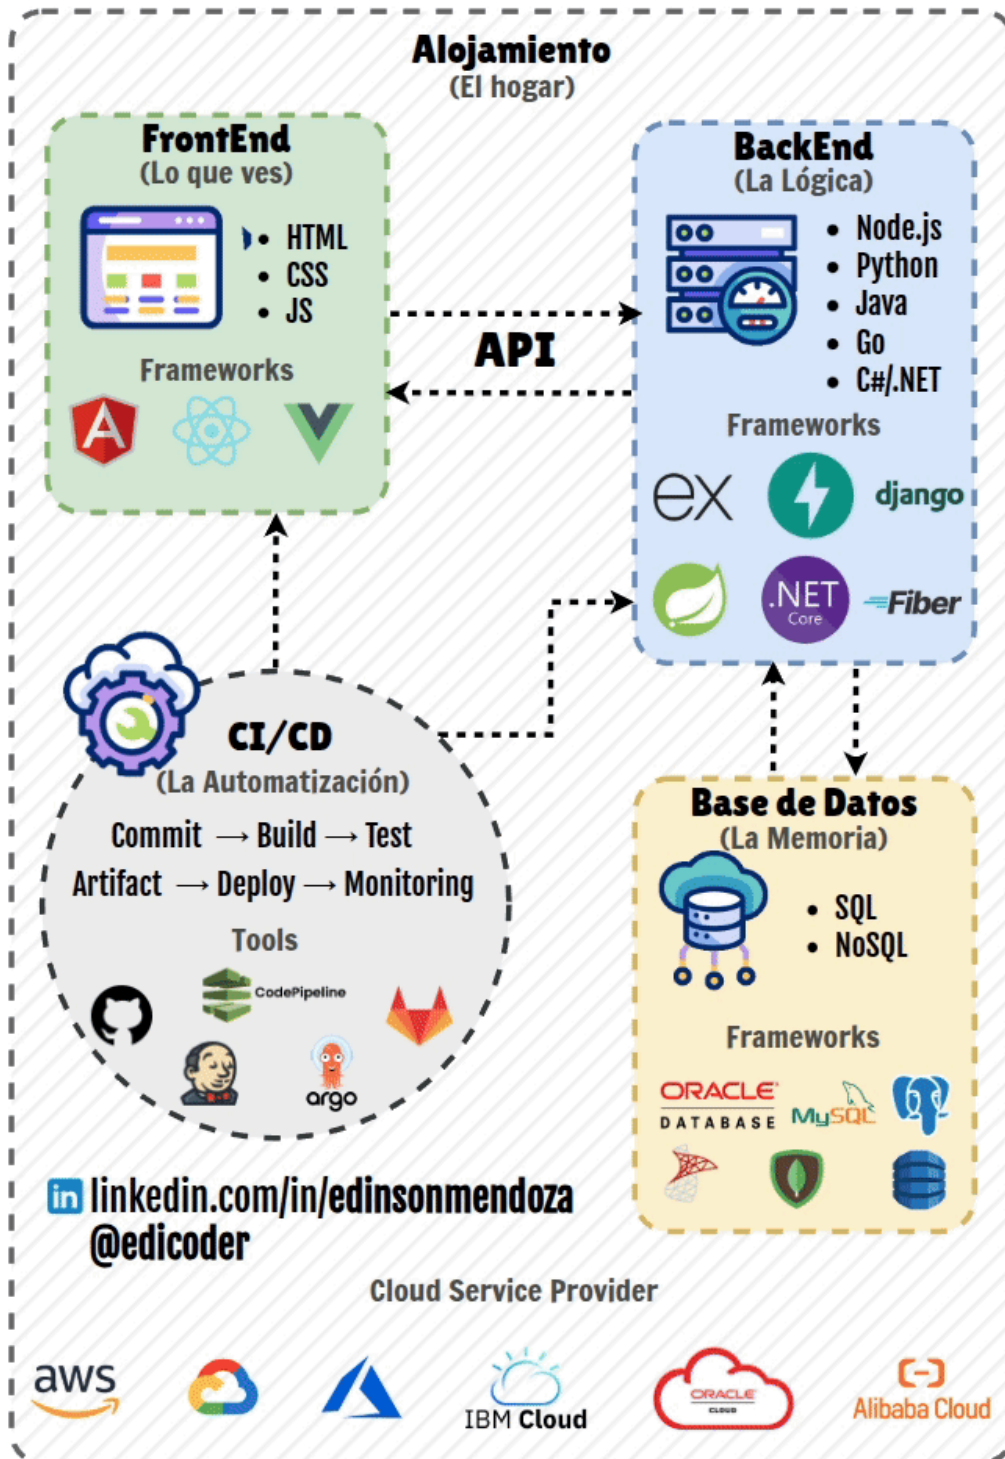 Alojamiento
(El hogar)
FrontEnd
(Lo que ves)
• HTML
• CSS
• JS
Frameworks
API
BackEnd
(La Lógica)
• Node.js
• Python
• Java
• Go
• C#/.NET
Frameworks
ex
django
.NET
Core
Fiber
CI/CD
(La Automatización)
Commit → Build → Test
Artifact → Deploy → Monitoring
Tools
CodePipeline
argo
Base de Datos
(La Memoria)
• SQL
• NoSQL
Frameworks
ORACLE
DATABASE
MySQL
in linkedin.com/in/edinsonmendoza
@edicoder
Cloud Service Provider
aws
IBM Cloud
ORACLE
CLOUD
Alibaba Cloud